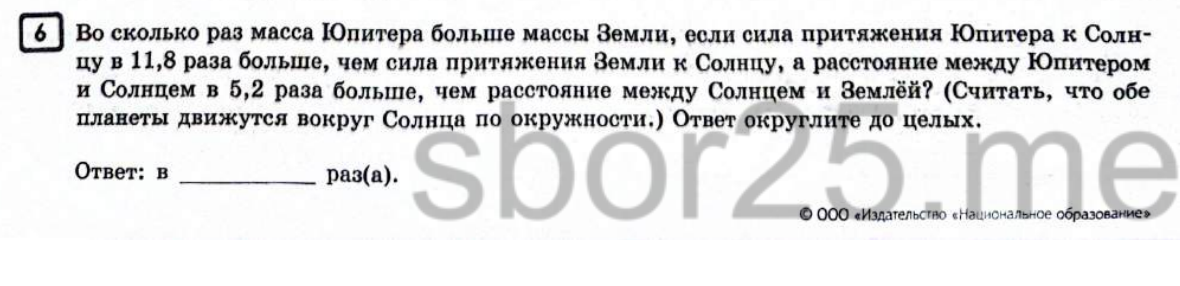 6 Во сколько раз масса Юпитера больше массы Земли, если сила притяжения Юпитера к Солн-
цу в 11,8 раза больше, чем сила притяжения Земли к Солнцу, а расстояние между Юпитером
и Солнцем в 5,2 раза больше, чем расстояние между Солнцем и Землёй? (Считать, что обе
планеты движутся вокруг Солнца по окружности.) Ответ округлите до целых.
Ответ: в __________ раз(а).
sbor25.me
© ООО «Издательство «Национальное образование»